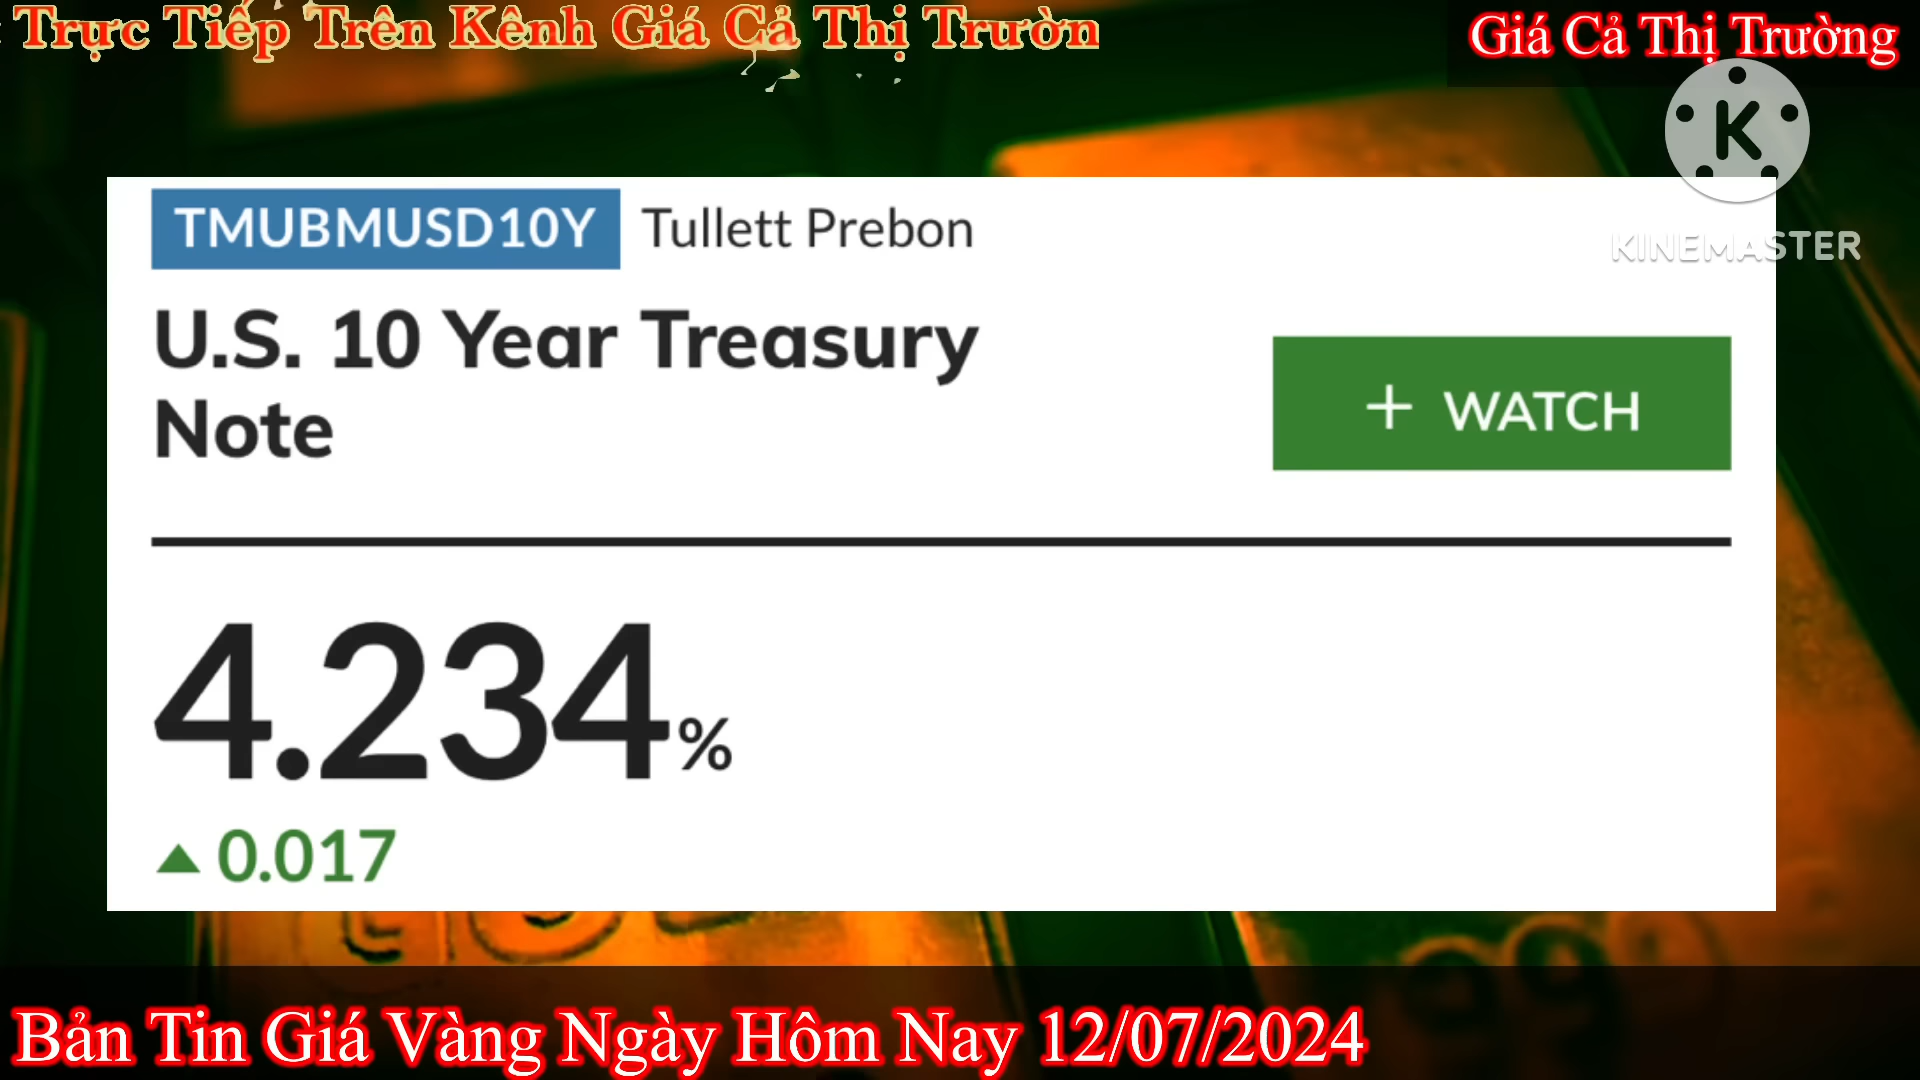 Trực Tiếp Trên Kênh Giá Cả Thị Trườn
Giá Cả Thị Trường
K
KINEMASTER
TMUBMUSD10Y Tullett Prebon
U.S. 10 Year Treasury
Note
+ WATCH
4.234%
▲ 0.017
99
Bản Tin Giá Vàng Ngày Hôm Nay 12/07/2024